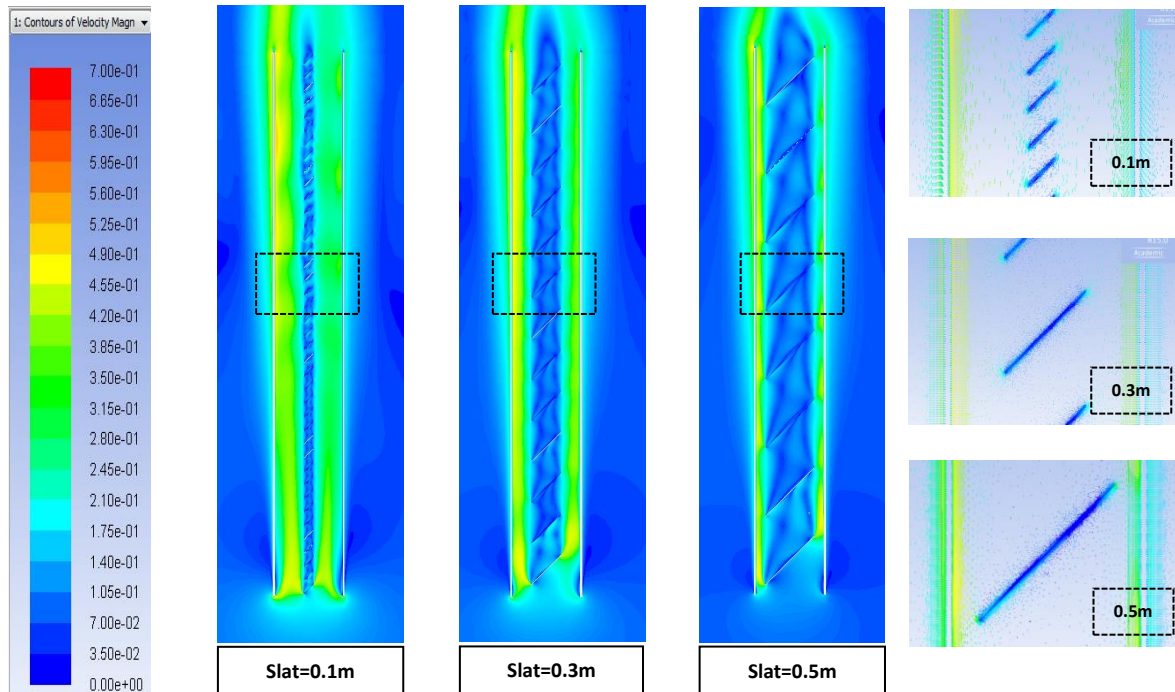 1: Contours of Velocity Magn
7.00e-01
6.65e-01
6.30e-01
5.95e-01
5.60e-01
5.25e-01
4.90e-01
4.55e-01
4.20e-01
3.85e-01
3.50e-01
3.15e-01
2.80e-01
2.45e-01
2.10e-01
1.75e-01
1.40e-01
1.05e-01
7.00e-02
3.50e-02
0.00e+00
Slat=0.1m
Slat=0.3m
Slat=0.5m
Academic
0.1m
R15.0
Academic
0.3m
0.5m